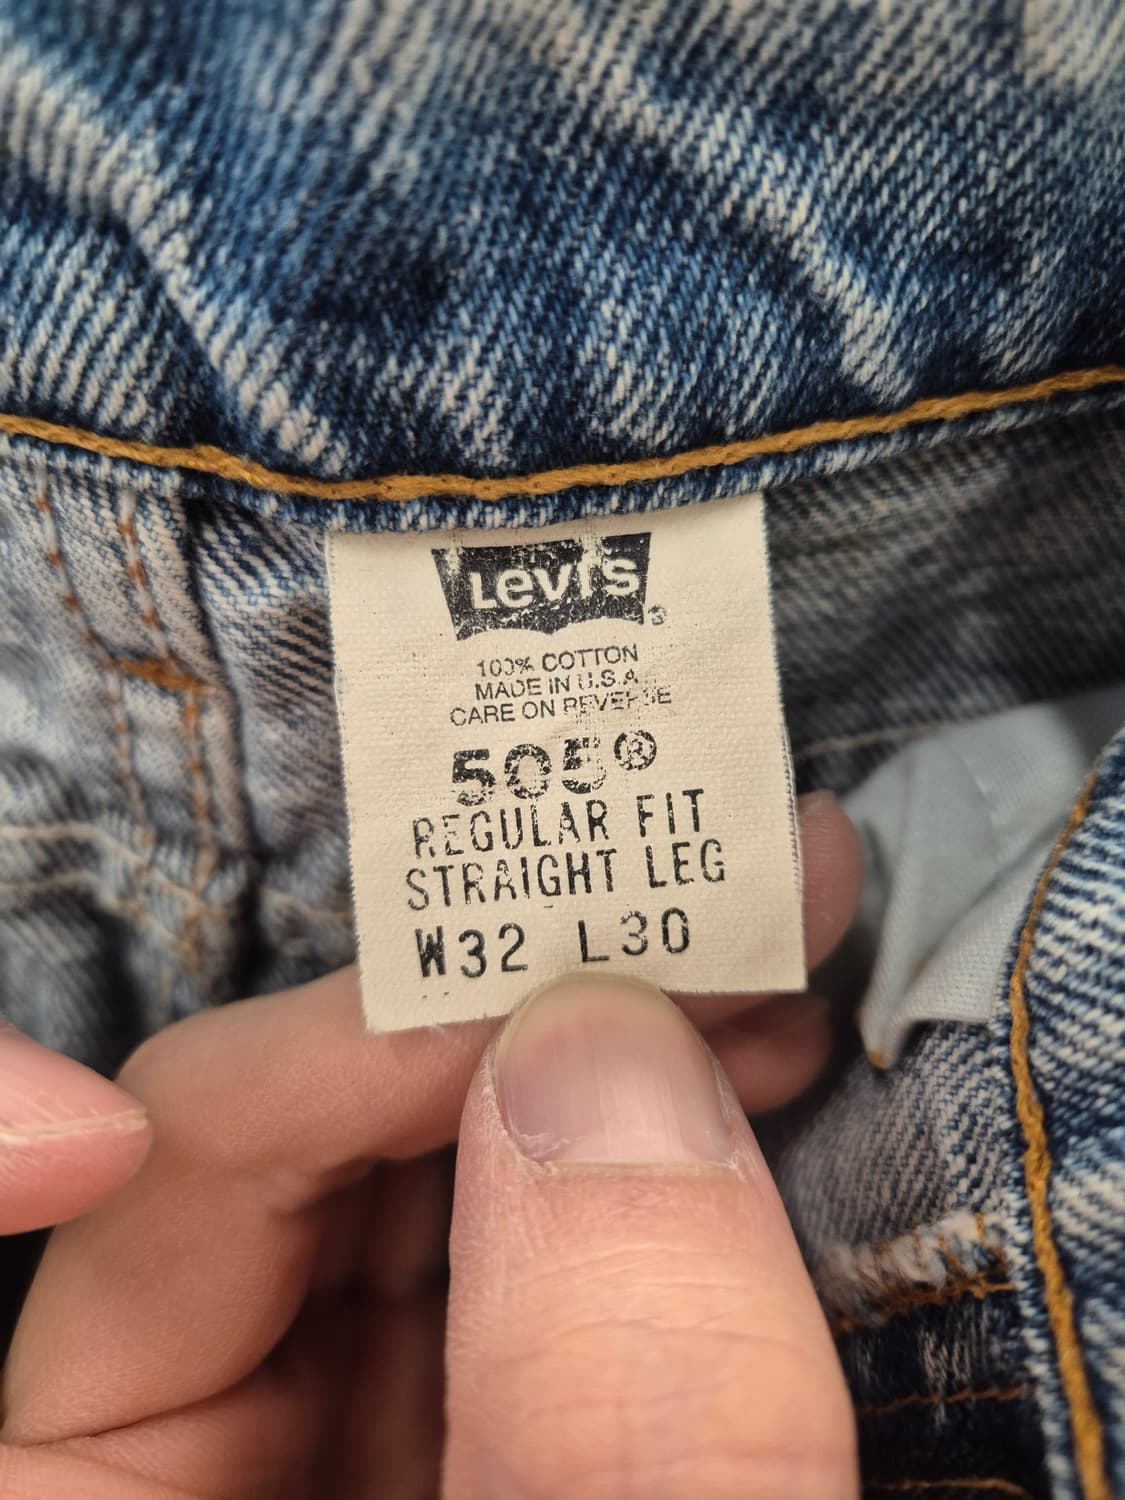 Levi's ®
100% COTTON
MADE IN U.S.A.
CARE ON REVERSE
505®
REGULAR FIT
STRAIGHT LEG
W32 L30